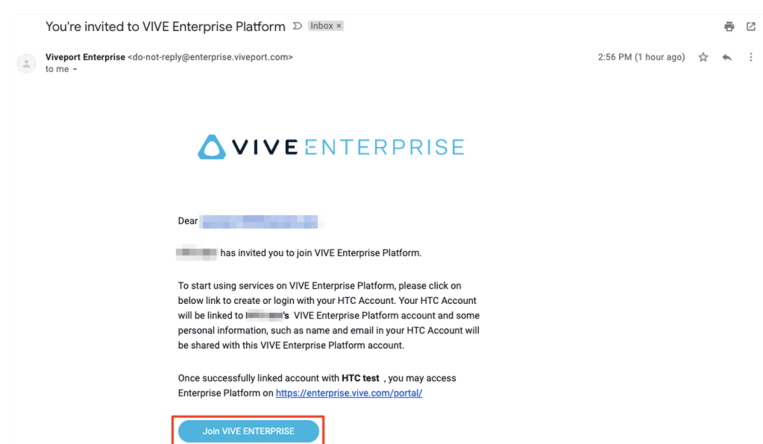 You're invited to VIVE Enterprise Platform Inbox ×
Viveport Enterprise <do-not-reply@enterprise.viveport.com>
2:56 PM (1 hour ago)
to me
VIVE ENTERPRISE
Dear
has invited you to join VIVE Enterprise Platform.
To start using services on VIVE Enterprise Platform, please click on
below link to create or login with your HTC Account. Your HTC Account
will be linked to 's VIVE Enterprise Platform account and some
personal information, such as name and email in your HTC Account will
be shared with this VIVE Enterprise Platform account.
Once successfully linked account with HTC test , you may access
Enterprise Platform on https://enterprise.vive.com/portal/
Join VIVE ENTERPRISE